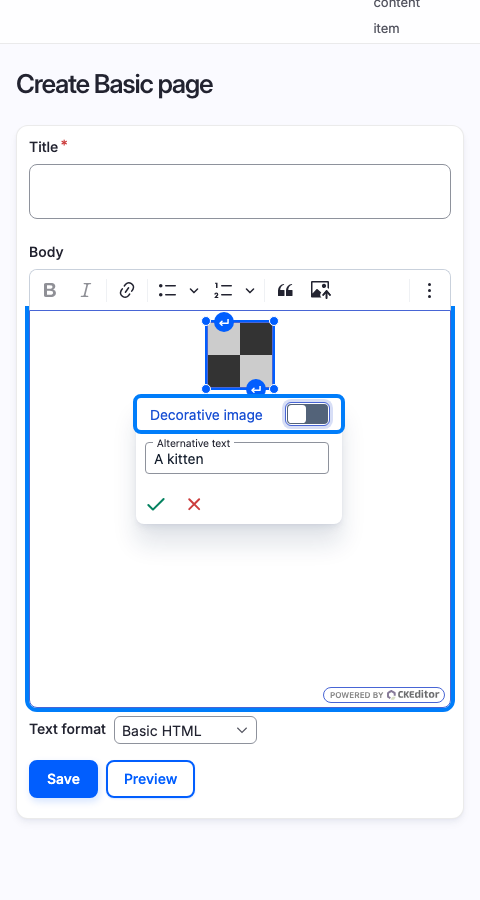 content
item
Create Basic page
Title *
Body
B I
Decorative image
Alternative text
A kitten
POWERED BY CKEditor
Text format Basic HTML
Save Preview